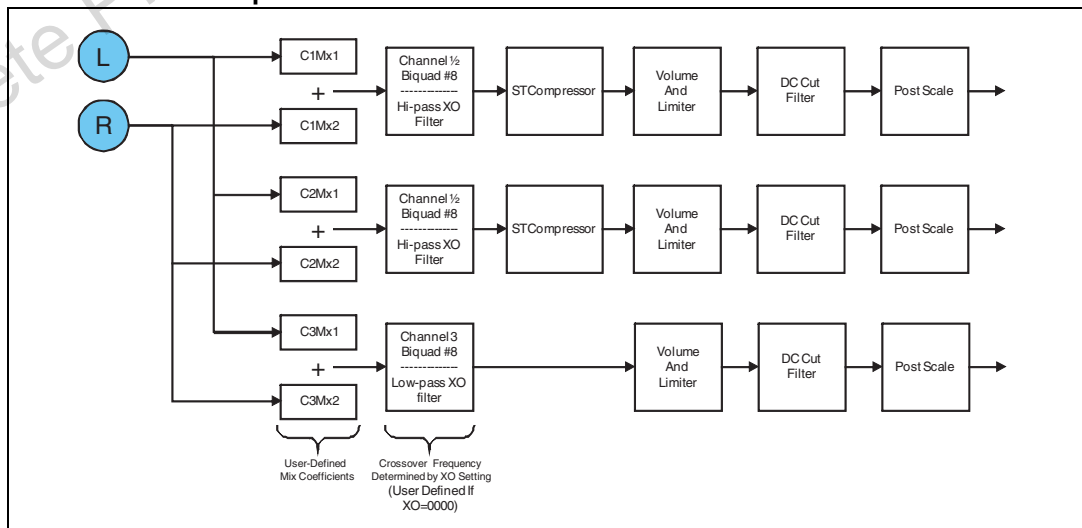 L
R
C1Mx1
+
C1Mx2
Channel ½
Biquad #8
--------------
Hi-pass XO
Filter
STCompressor
Volume
And
Limiter
DC Cut
Filter
Post Scale
C2Mx1
+
C2Mx2
Channel ½
Biquad #8
--------------
Hi-pass XO
Filter
STCompressor
Volume
And
Limiter
DC Cut
Filter
Post Scale
C3Mx1
+
C3Mx2
Channel 3
Biquad #8
--------------
Low-pass XO
filter
Volume
And
Limiter
DC Cut
Filter
Post Scale
User-Defined
Mix Coefficients
Crossover Frequency
Determined by XO Setting
(User Defined If
XO=0000)